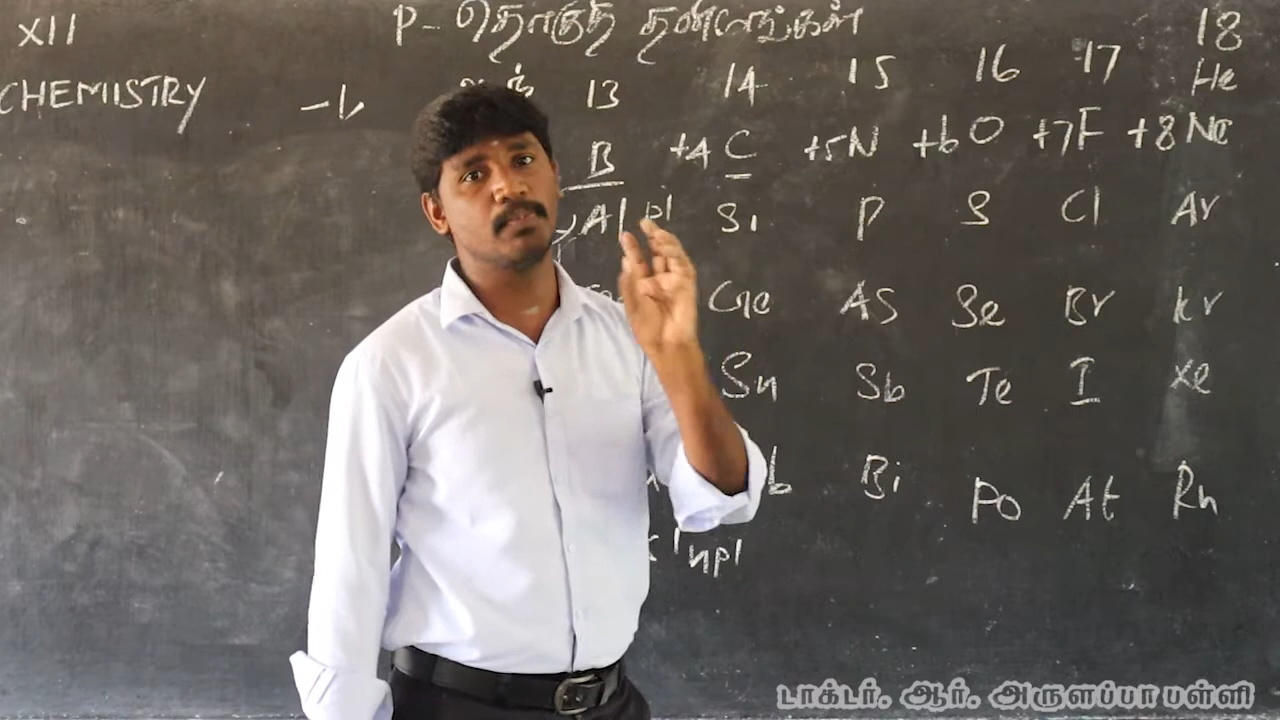 XII P- தொகுதி தனிமங்கள்
CHEMISTRY 13 14 15 16 17 18
He
B +4 C +5 N +6 O +7 F +8 Ne
Al Si P S Cl Ar
Ge As Se Br Kr
Sn Sb Te I Xe
b Bi Po At Rn
டாக்டர். ஆர். அருளப்பா பள்ளி